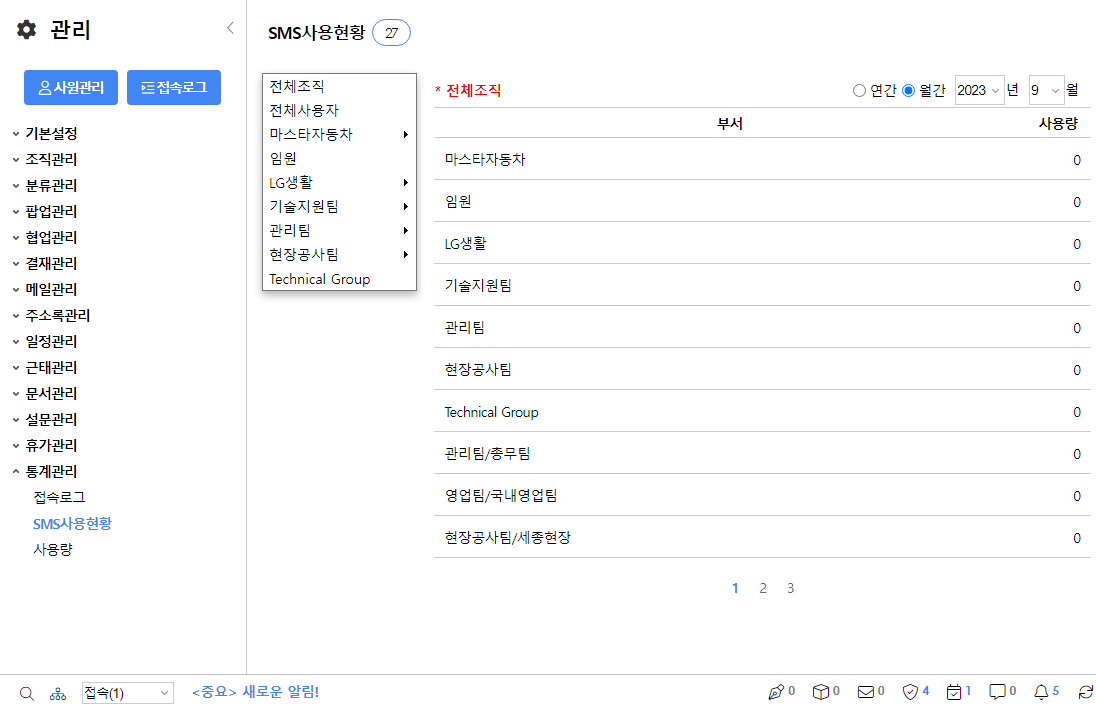 관리
사원관리 접속로그
기본설정
조직관리
분류관리
팝업관리
협업관리
결재관리
메일관리
주소록관리
일정관리
근태관리
문서관리
설문관리
휴가관리
통계관리
접속로그
SMS사용현황
사용량
SMS사용현황 27
전체조직
전체사용자
마스타자동차
임원
LG생활
기술지원팀
관리팀
현장공사팀
Technical Group
* 전체조직 연간 월간 2023 년 9 월
부서 사용량
마스타자동차 0
임원 0
LG생활 0
기술지원팀 0
관리팀 0
현장공사팀 0
Technical Group 0
관리팀/총무팀 0
영업팀/국내영업팀 0
현장공사팀/세종현장 0
1 2 3
접속(1) <중요> 새로운 알림! 0 0 0 4 1 0 5